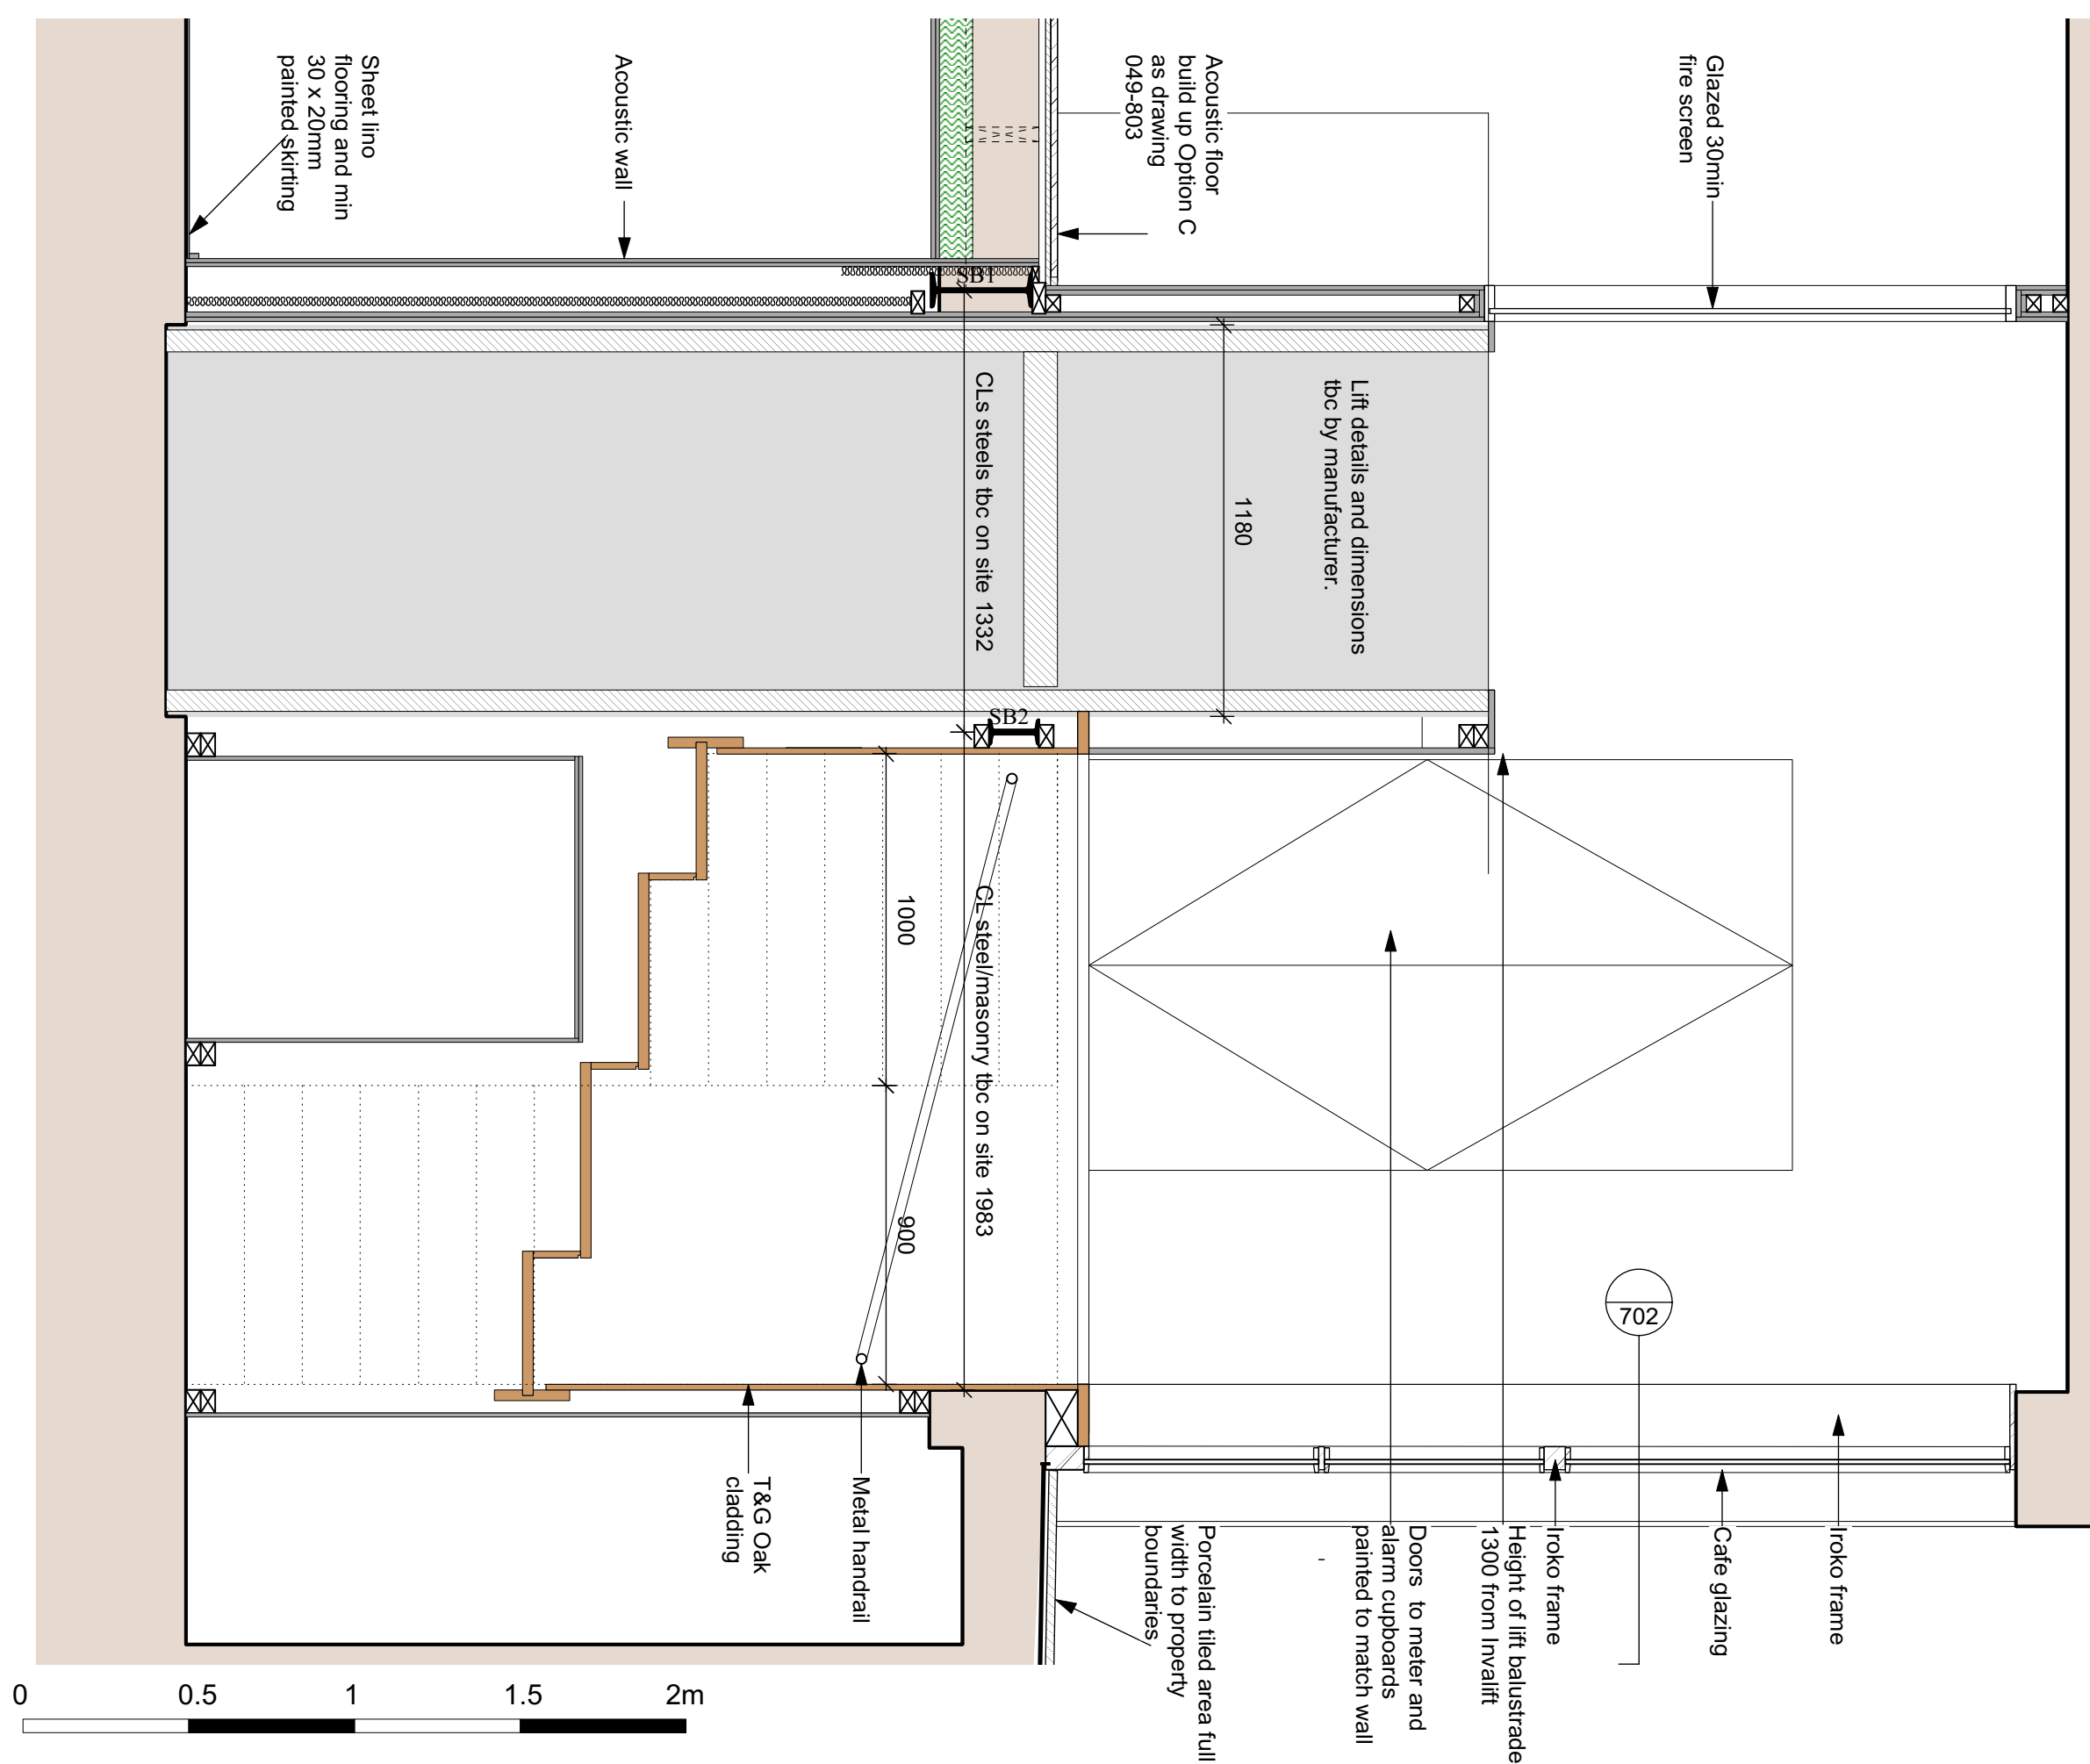 Sheet lino
flooring and min
30 x 20mm
painted skirting
Acoustic wall
Acoustic floor
build up Option C
as drawing
049-803
Glazed 30min
fire screen
SB1
CLs steels tbc on site 1332
1180
Lift details and dimensions
tbc by manufacturer.
SB2
1000
CL steel/masonry tbc on site 1983
900
702
T&G Oak
cladding
Metal handrail
Porcelain tiled area full
width to property
boundaries
-
Doors to meter and
alarm cupboards
painted to match wall
Height of lift balustrade
1300 from Invalift
Iroko frame
Cafe glazing
Iroko frame
0 0.5 1 1.5 2m